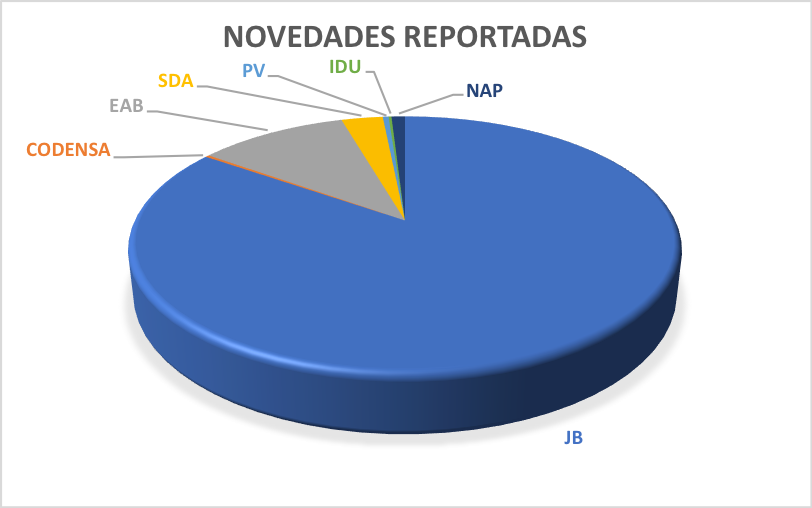 NOVEDADES REPORTADAS
IDU
PV
SDA
NAP
EAB
CODENSA
JB